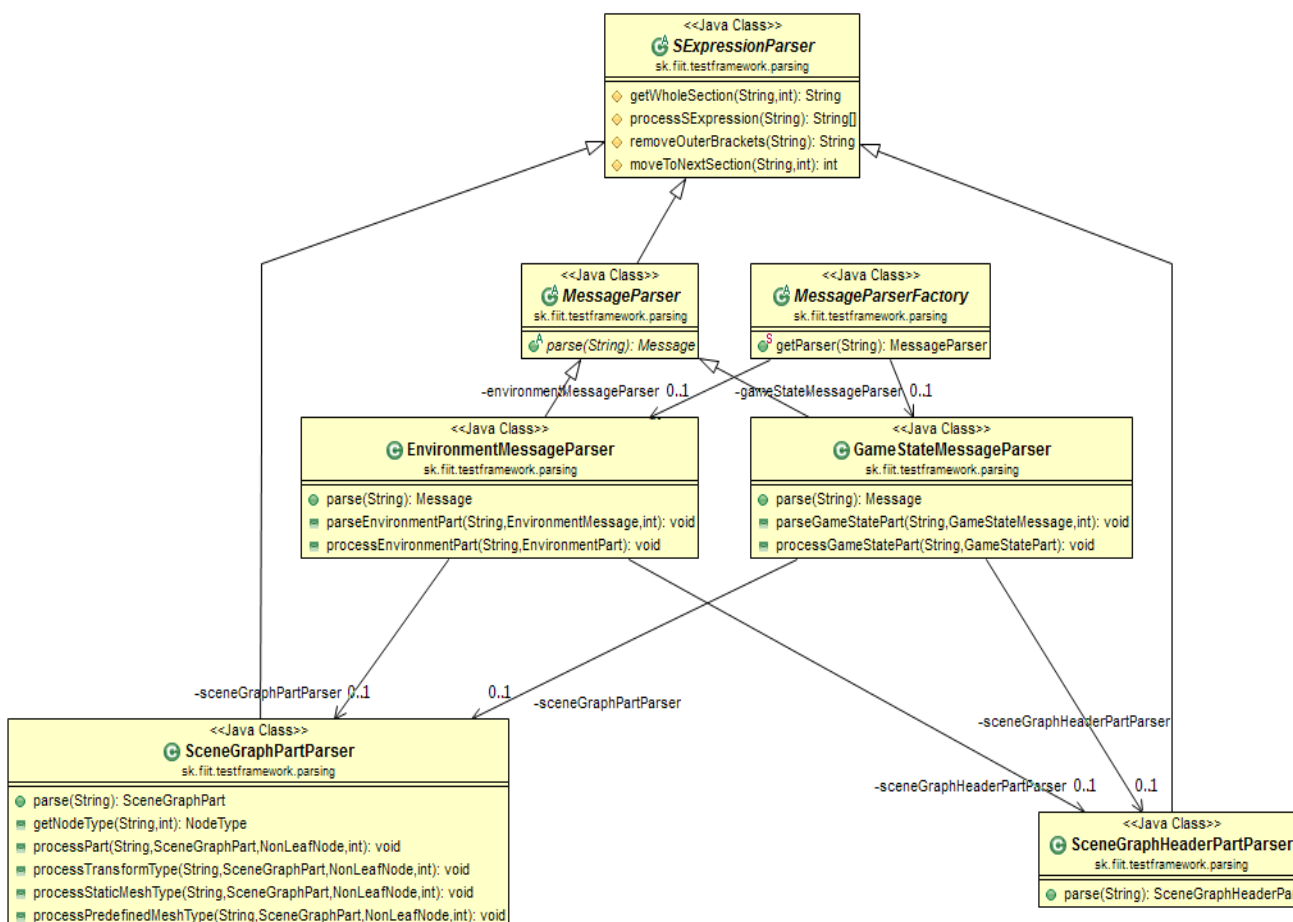 <<Java Class>>
SExpressionParser
sk.fiit.testframework.parsing
getWholeSection(String,int): String
processSExpression(String): String[]
removeOuterBrackets(String): String
moveToNextSection(String,int): int
<<Java Class>>
MessageParser
sk.fiit.testframework.parsing
parse(String): Message
<<Java Class>>
MessageParserFactory
sk.fiit.testframework.parsing
getParser(String): MessageParser
-environmentMessageParser 0..1
-gameStateMessageParser 0..1
<<Java Class>>
EnvironmentMessageParser
sk.fiit.testframework.parsing
parse(String): Message
parseEnvironmentPart(String,EnvironmentMessage,int): void
processEnvironmentPart(String,EnvironmentPart): void
<<Java Class>>
GameStateMessageParser
sk.fiit.testframework.parsing
parse(String): Message
parseGameStatePart(String,GameStateMessage,int): void
processGameStatePart(String,GameStatePart): void
-sceneGraphPartParser 0..1
0..1
-sceneGraphPartParser
-sceneGraphHeaderPartParser
-sceneGraphHeaderPartParser 0..1
0..1
<<Java Class>>
SceneGraphPartParser
sk.fiit.testframework.parsing
parse(String): SceneGraphPart
getNodeType(String,int): NodeType
processPart(String,SceneGraphPart,NonLeafNode,int): void
processTransformType(String,SceneGraphPart,NonLeafNode,int): void
processStaticMeshType(String,SceneGraphPart,NonLeafNode,int): void
processPredefinedMeshType(String,SceneGraphPart,NonLeafNode,int): void
<<Java Class>>
SceneGraphHeaderPartParser
sk.fiit.testframework.parsing
parse(String): SceneGraphHeaderPar